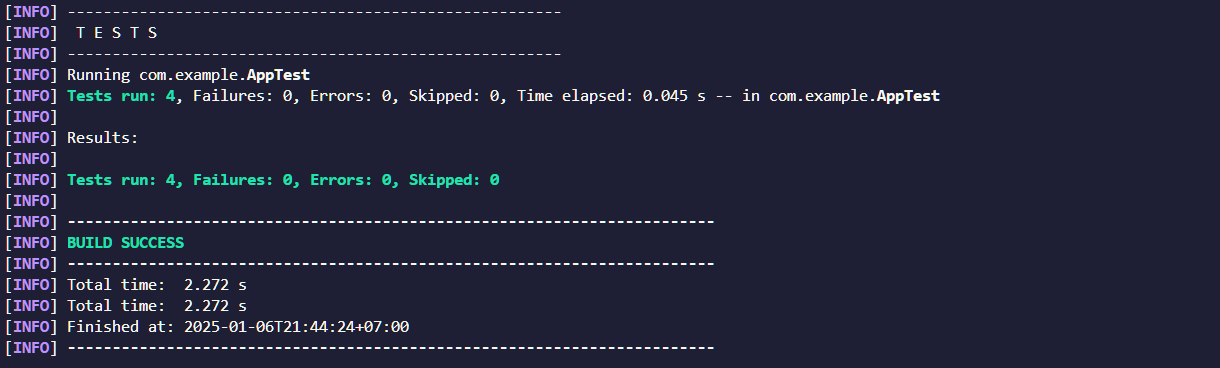 [INFO] -------------------------------------------------------
[INFO]  T E S T S
[INFO] -------------------------------------------------------
[INFO] Running com.example.AppTest
[INFO] Tests run: 4, Failures: 0, Errors: 0, Skipped: 0, Time elapsed: 0.045 s -- in com.example.AppTest
[INFO]
[INFO] Results:
[INFO]
[INFO] Tests run: 4, Failures: 0, Errors: 0, Skipped: 0
[INFO]
[INFO] ------------------------------------------------------------------------
[INFO] BUILD SUCCESS
[INFO] ------------------------------------------------------------------------
[INFO] Total time:  2.272 s
[INFO] Total time:  2.272 s
[INFO] Finished at: 2025-01-06T21:44:24+07:00
[INFO] ------------------------------------------------------------------------